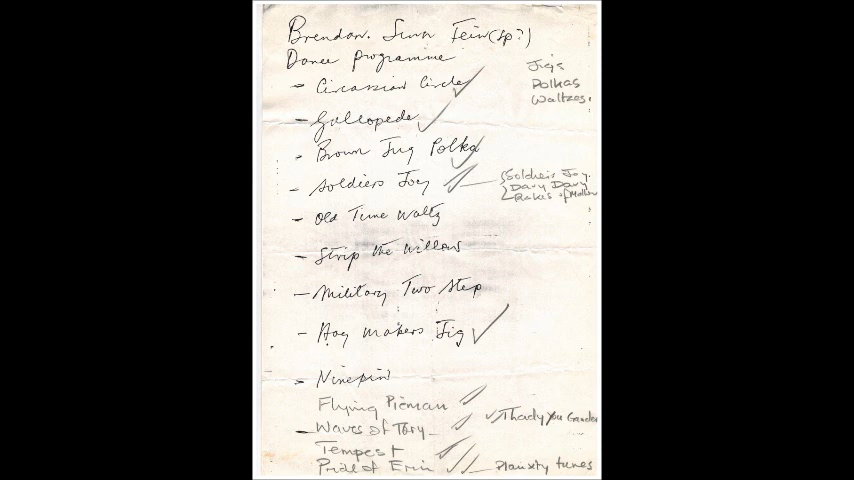 Brendan. Sinn Fein (sp?)
Dance programme
Jigs
Polkas
Waltzes.
- Circassian Circle ✓
- Gallopede ✓
- Brown Jug Polka ✓
- Soldiers Joy
Soldiers Joy.
Davy Davy
Rakes of Mallow
- Old Time Waltz
- Strip the Willow
- Military Two Step
- Hay makers Jig ✓
- Ninepin
Flying Pieman
- Waves of Tory
✓ Thady You Gander
Tempest
Pride of Erin
Planxty tunes